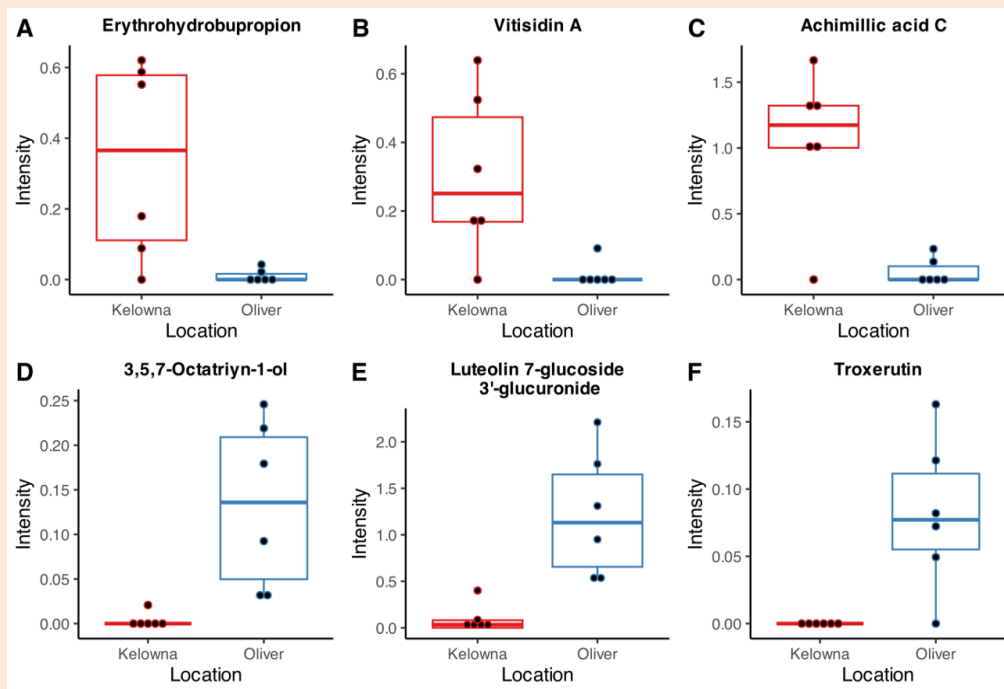 A Erythrohydrobupropion
Intensity
0.6
0.4
0.2
0.0
Kelowna Oliver
Location
B Vitisidin A
Intensity
0.6
0.4
0.2
0.0
Kelowna Oliver
Location
C Achimillic acid C
Intensity
1.5
1.0
0.5
0.0
Kelowna Oliver
Location
D 3,5,7-Octatriyn-1-ol
Intensity
0.25
0.20
0.15
0.10
0.05
0.00
Kelowna Oliver
Location
E Luteolin 7-glucoside
3'-glucuronide
Intensity
2.0
1.5
1.0
0.5
0.0
Kelowna Oliver
Location
F Troxerutin
Intensity
0.15
0.10
0.05
0.00
Kelowna Oliver
Location